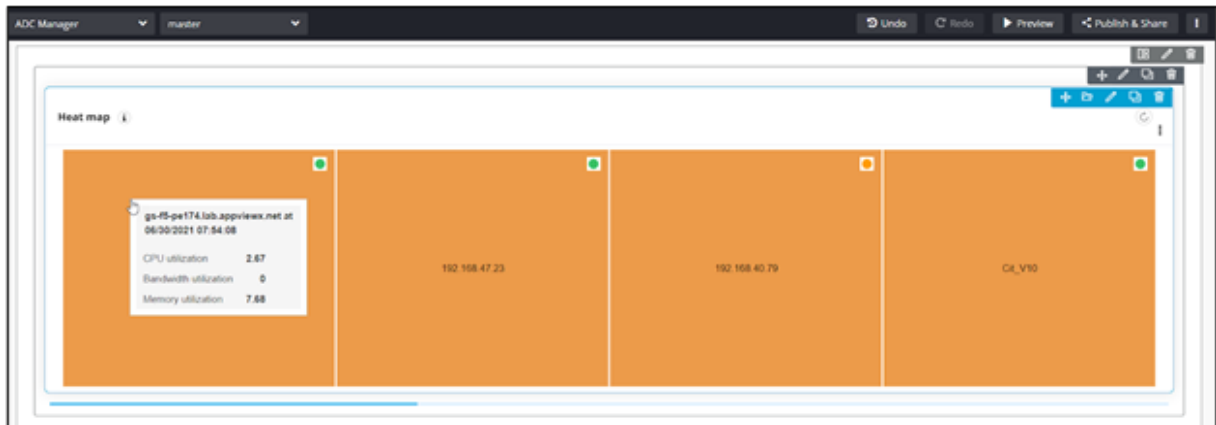 ADC Manager master Undo Redo Preview Publish & Share
Heat map i
gs-f5-pe174.lab.appviewx.net at
06/30/2021 07:54:08
CPU utilization 2.67
Bandwidth utilization 0
Memory utilization 7.68
192.168.47.23
192.168.40.79
Cit_V10